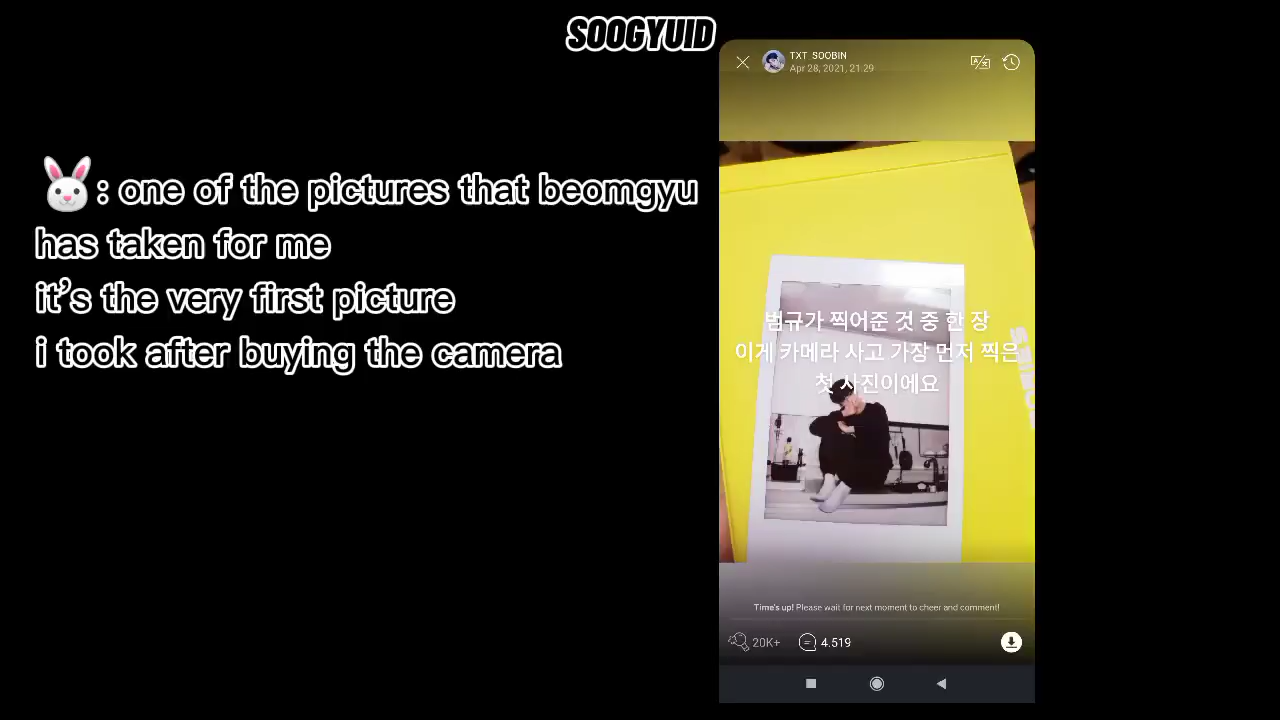 SOOGYUID
🐰: one of the pictures that beomgyu
has taken for me
it's the very first picture
i took after buying the camera
TXT_SOOBIN
Apr 28, 2021, 21:29
범규가 찍어준 것 중 한 장
이게 카메라 사고 가장 먼저 찍은
첫 사진이에요
Time's up! Please wait for next moment to cheer and comment!
20K+
4.519